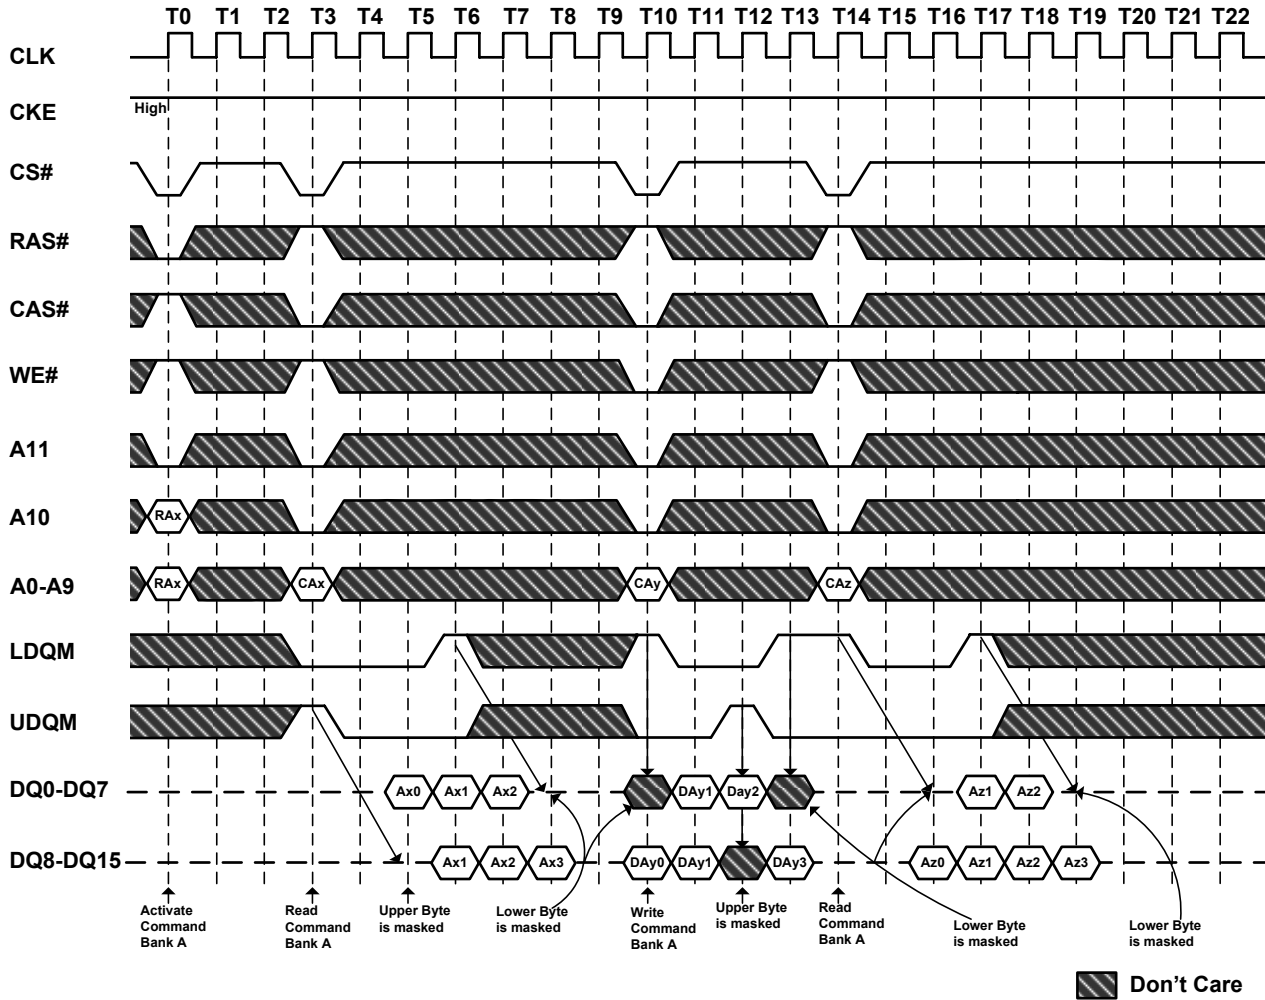 T0 T1 T2 T3 T4 T5 T6 T7 T8 T9 T10 T11 T12 T13 T14 T15 T16 T17 T18 T19 T20 T21 T22
CLK
CKE High
CS#
RAS#
CAS#
WE#
A11
A10 RAx
A0-A9 RAx CAx CAy CAz
LDQM
UDQM
DQ0-DQ7 Ax0 Ax1 Ax2 DAy1 Day2 Az1 Az2
DQ8-DQ15 Ax1 Ax2 Ax3 DAy0 DAy1 DAy3 Az0 Az1 Az2 Az3
Activate
Command
Bank A
Read
Command
Bank A
Upper Byte
is masked
Lower Byte
is masked
Write
Command
Bank A
Upper Byte
is masked
Read
Command
Bank A
Lower Byte
is masked
Lower Byte
is masked
Don't Care